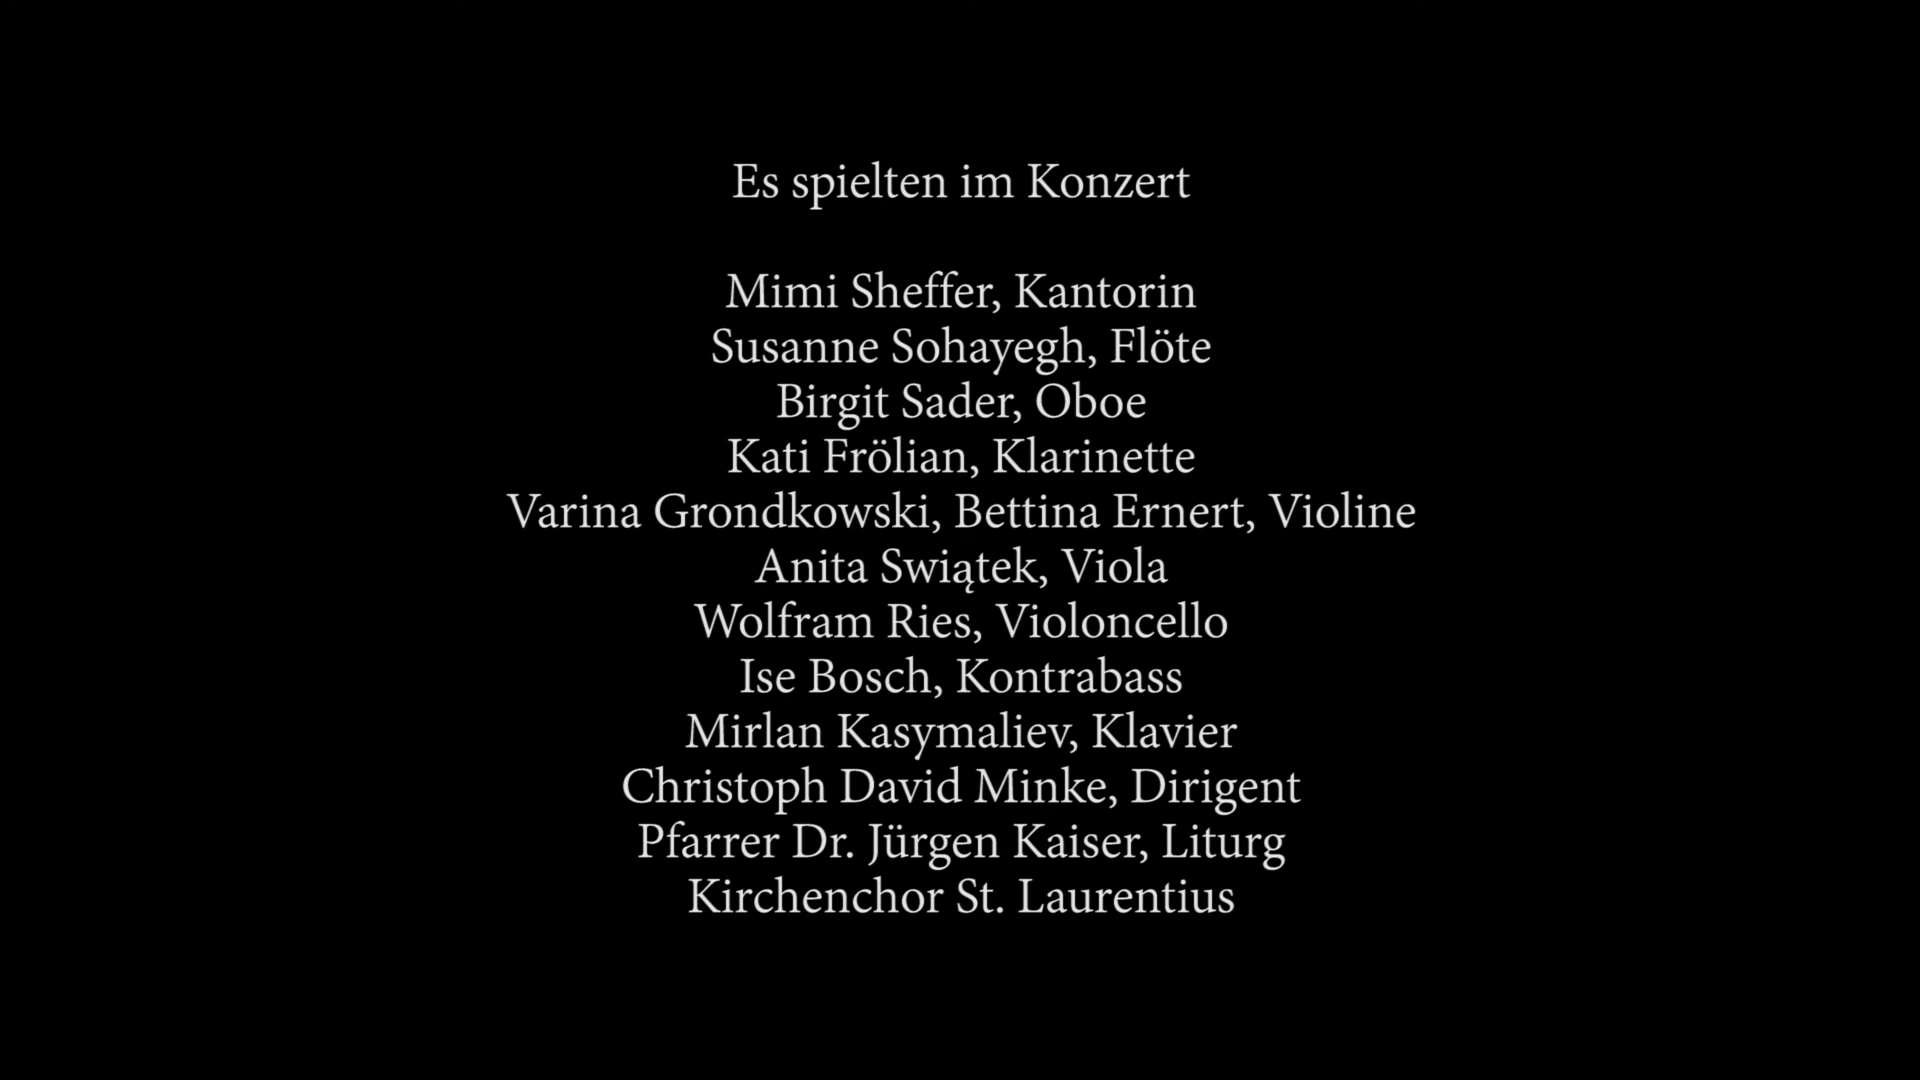 Es spielten im Konzert
Mimi Sheffer, Kantorin
Susanne Sohayegh, Flöte
Birgit Sader, Oboe
Kati Frölian, Klarinette
Varina Grondkowski, Bettina Ernert, Violine
Anita Swiątek, Viola
Wolfram Ries, Violoncello
Ise Bosch, Kontrabass
Mirlan Kasymaliev, Klavier
Christoph David Minke, Dirigent
Pfarrer Dr. Jürgen Kaiser, Liturg
Kirchenchor St. Laurentius